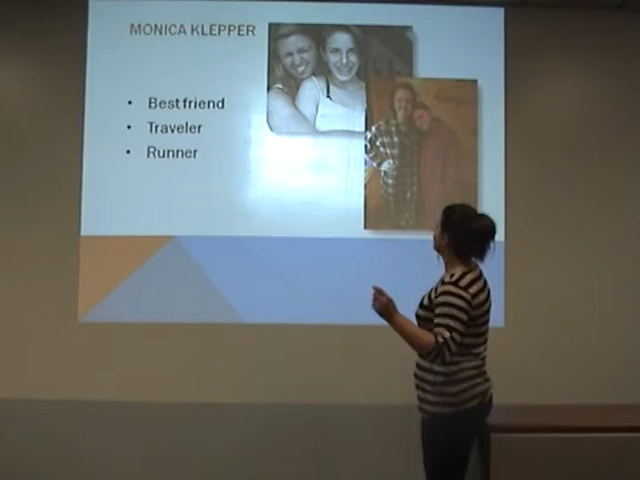 MONICA KLEPPER
• Best friend
• Traveler
• Runner